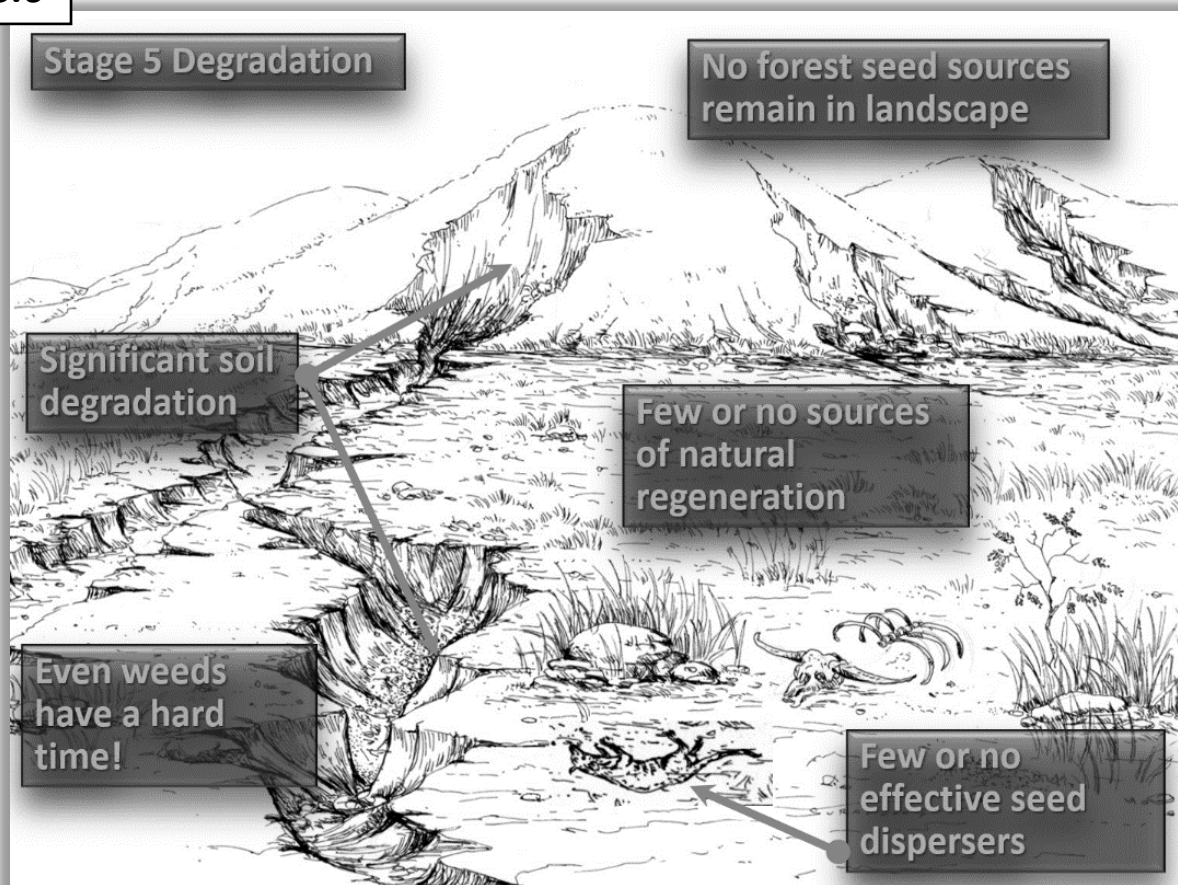 Stage 5 Degradation
No forest seed sources
remain in landscape
Significant soil
degradation
Few or no sources
of natural
regeneration
Even weeds
have a hard
time!
Few or no
effective seed
dispersers